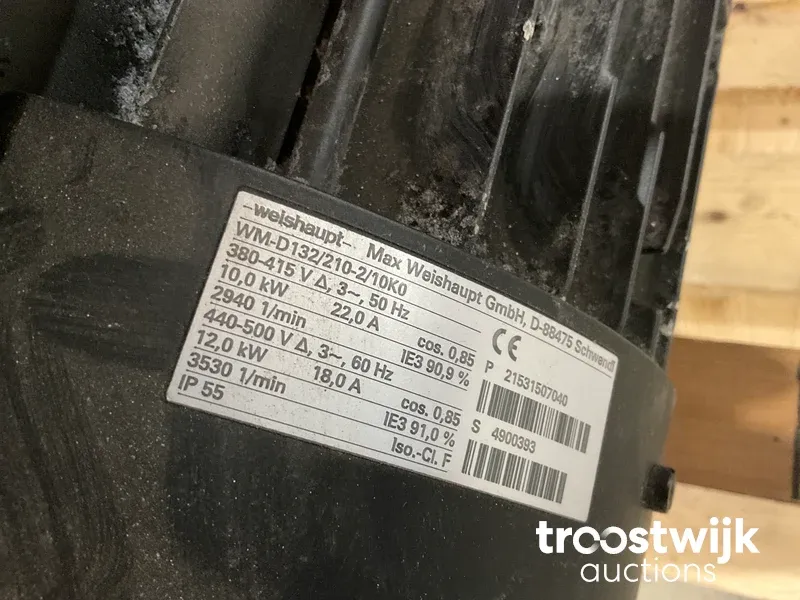 -weishaupt- Max Weishaupt GmbH, D-88475 Schwendi
WM-D132/210-2/10K0
380-415 V Δ, 3~, 50 Hz
10,0 kW 22,0 A cos. 0,85
2940 1/min IE3 90,9 %
440-500 V Δ, 3~, 60 Hz
12,0 kW 18,0 A cos. 0,85
3530 1/min IE3 91,0 %
IP 55 Iso.-Cl. F
CE
P 21531507040
S 4900393
troostwijk
auctions